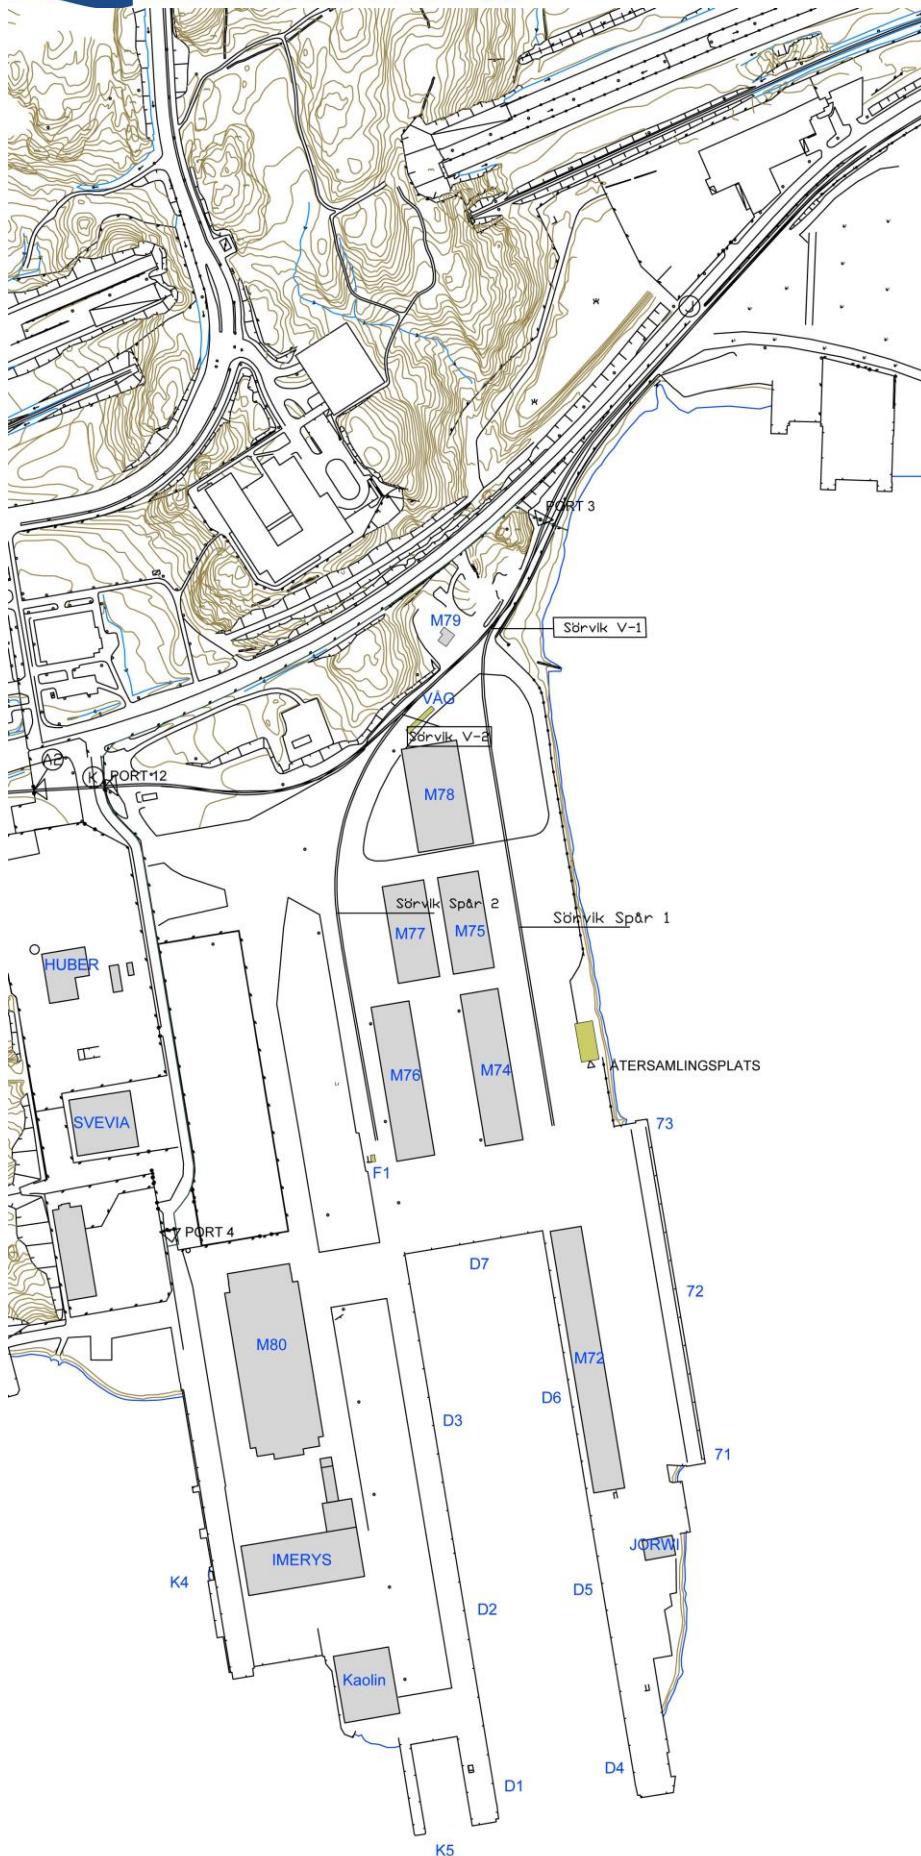 J
PORT 3
M79
Sörvik V-1
VÅG
Sörvik V-2
A2
K
PORT 12
M78
Sörvik Spår 2
Sörvik Spår 1
M77
M75
HUBER
M76
M74
ÅTERSAMLINGSPLATS
SVEVIA
73
F1
PORT 4
D7
72
M80
M72
D6
D3
71
JORWI
IMERYS
K4
D5
D2
Kaolin
D4
D1
K5